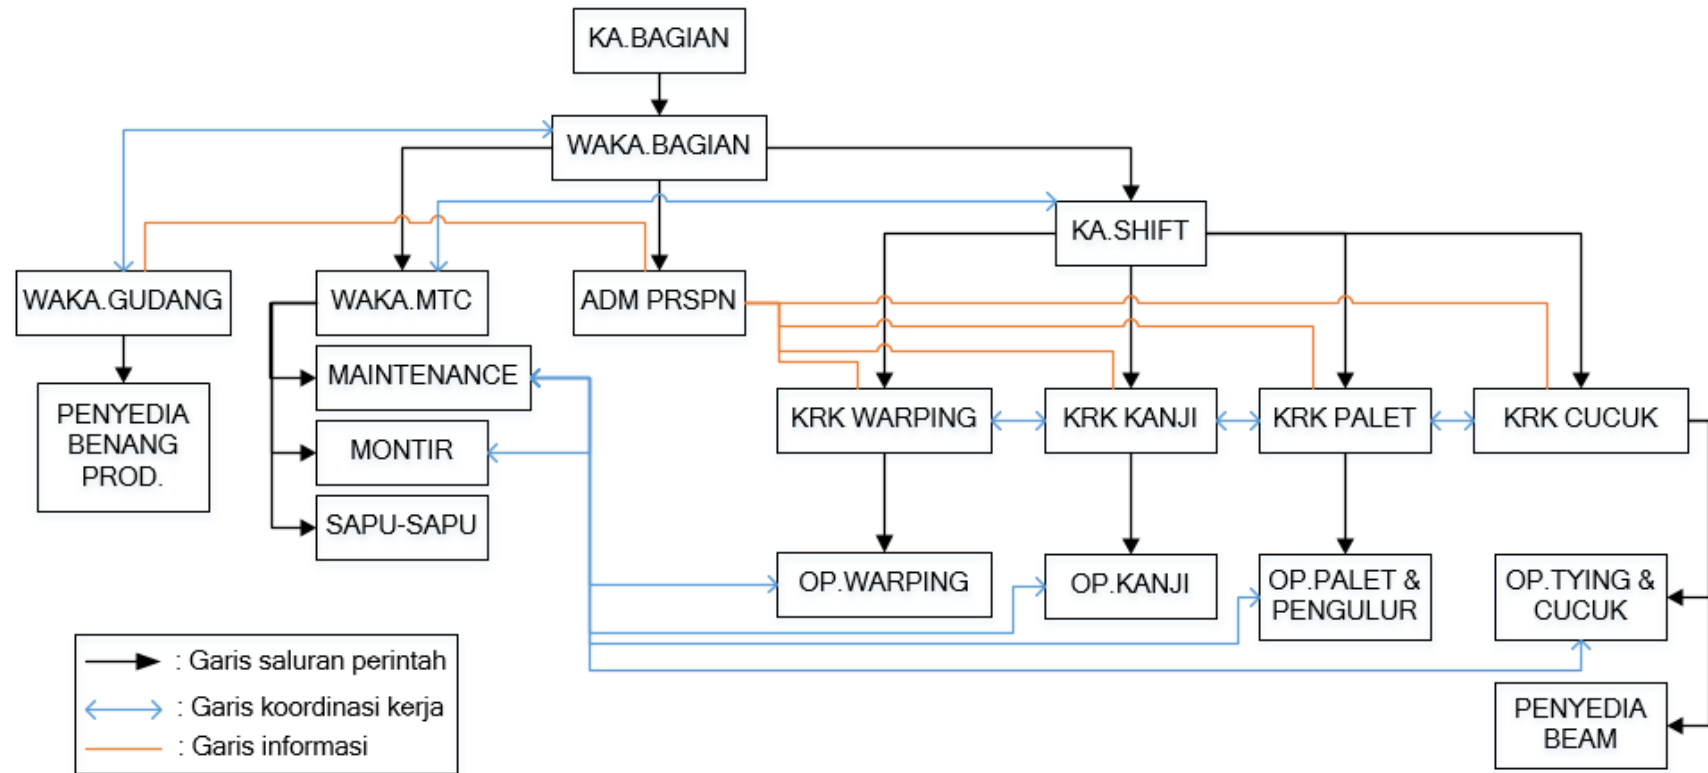 KA.BAGIAN
WAKA.BAGIAN
KA.SHIFT
WAKA.GUDANG
WAKA.MTC
ADM PRSPN
MAINTENANCE
PENYEDIA
BENANG
PROD.
MONTIR
SAPU-SAPU
KRK WARPING
KRK KANJI
KRK PALET
KRK CUCUK
OP.WARPING
OP.KANJI
OP.PALET &
PENGULUR
OP.TYING &
CUCUK
PENYEDIA
BEAM
: Garis saluran perintah
: Garis koordinasi kerja
: Garis informasi